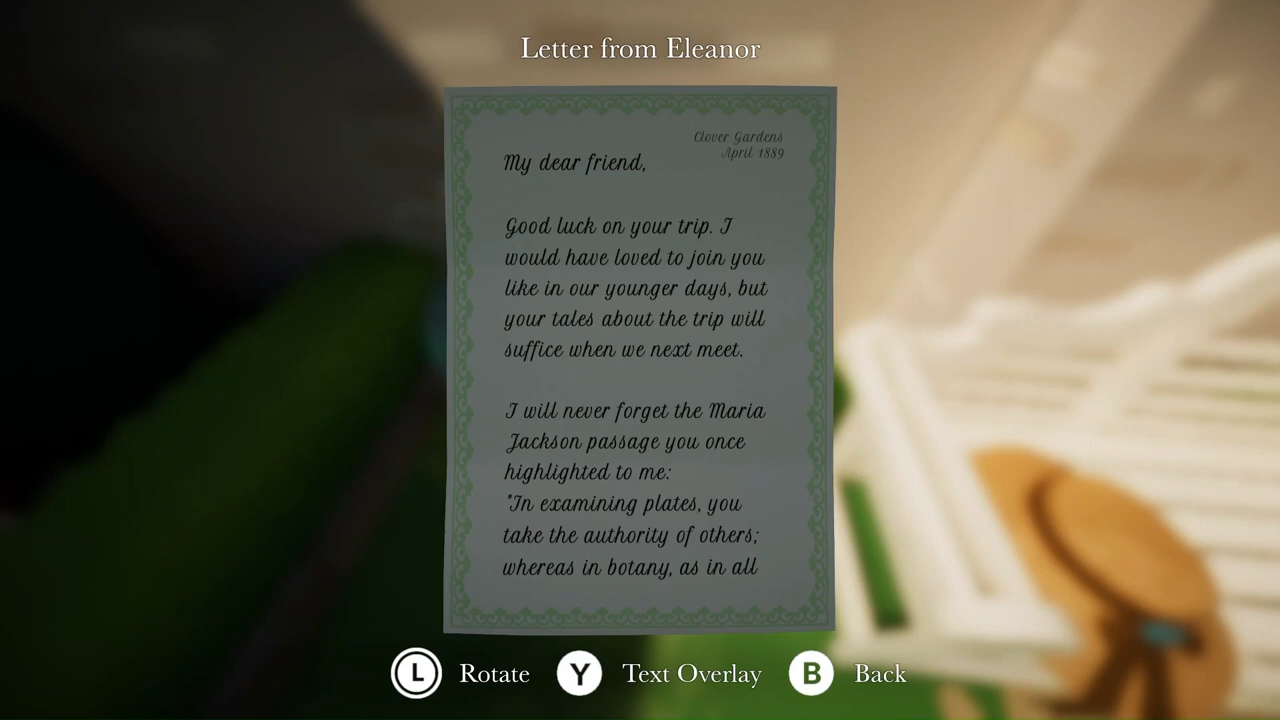 Letter from Eleanor
Clover Gardens
April 1889
My dear friend,
Good luck on your trip. I
would have loved to join you
like in our younger days, but
your tales about the trip will
suffice when we next meet.
I will never forget the Maria
Jackson passage you once
highlighted to me:
"In examining plates, you
take the authority of others;
whereas in botany, as in all
L Rotate Y Text Overlay B Back